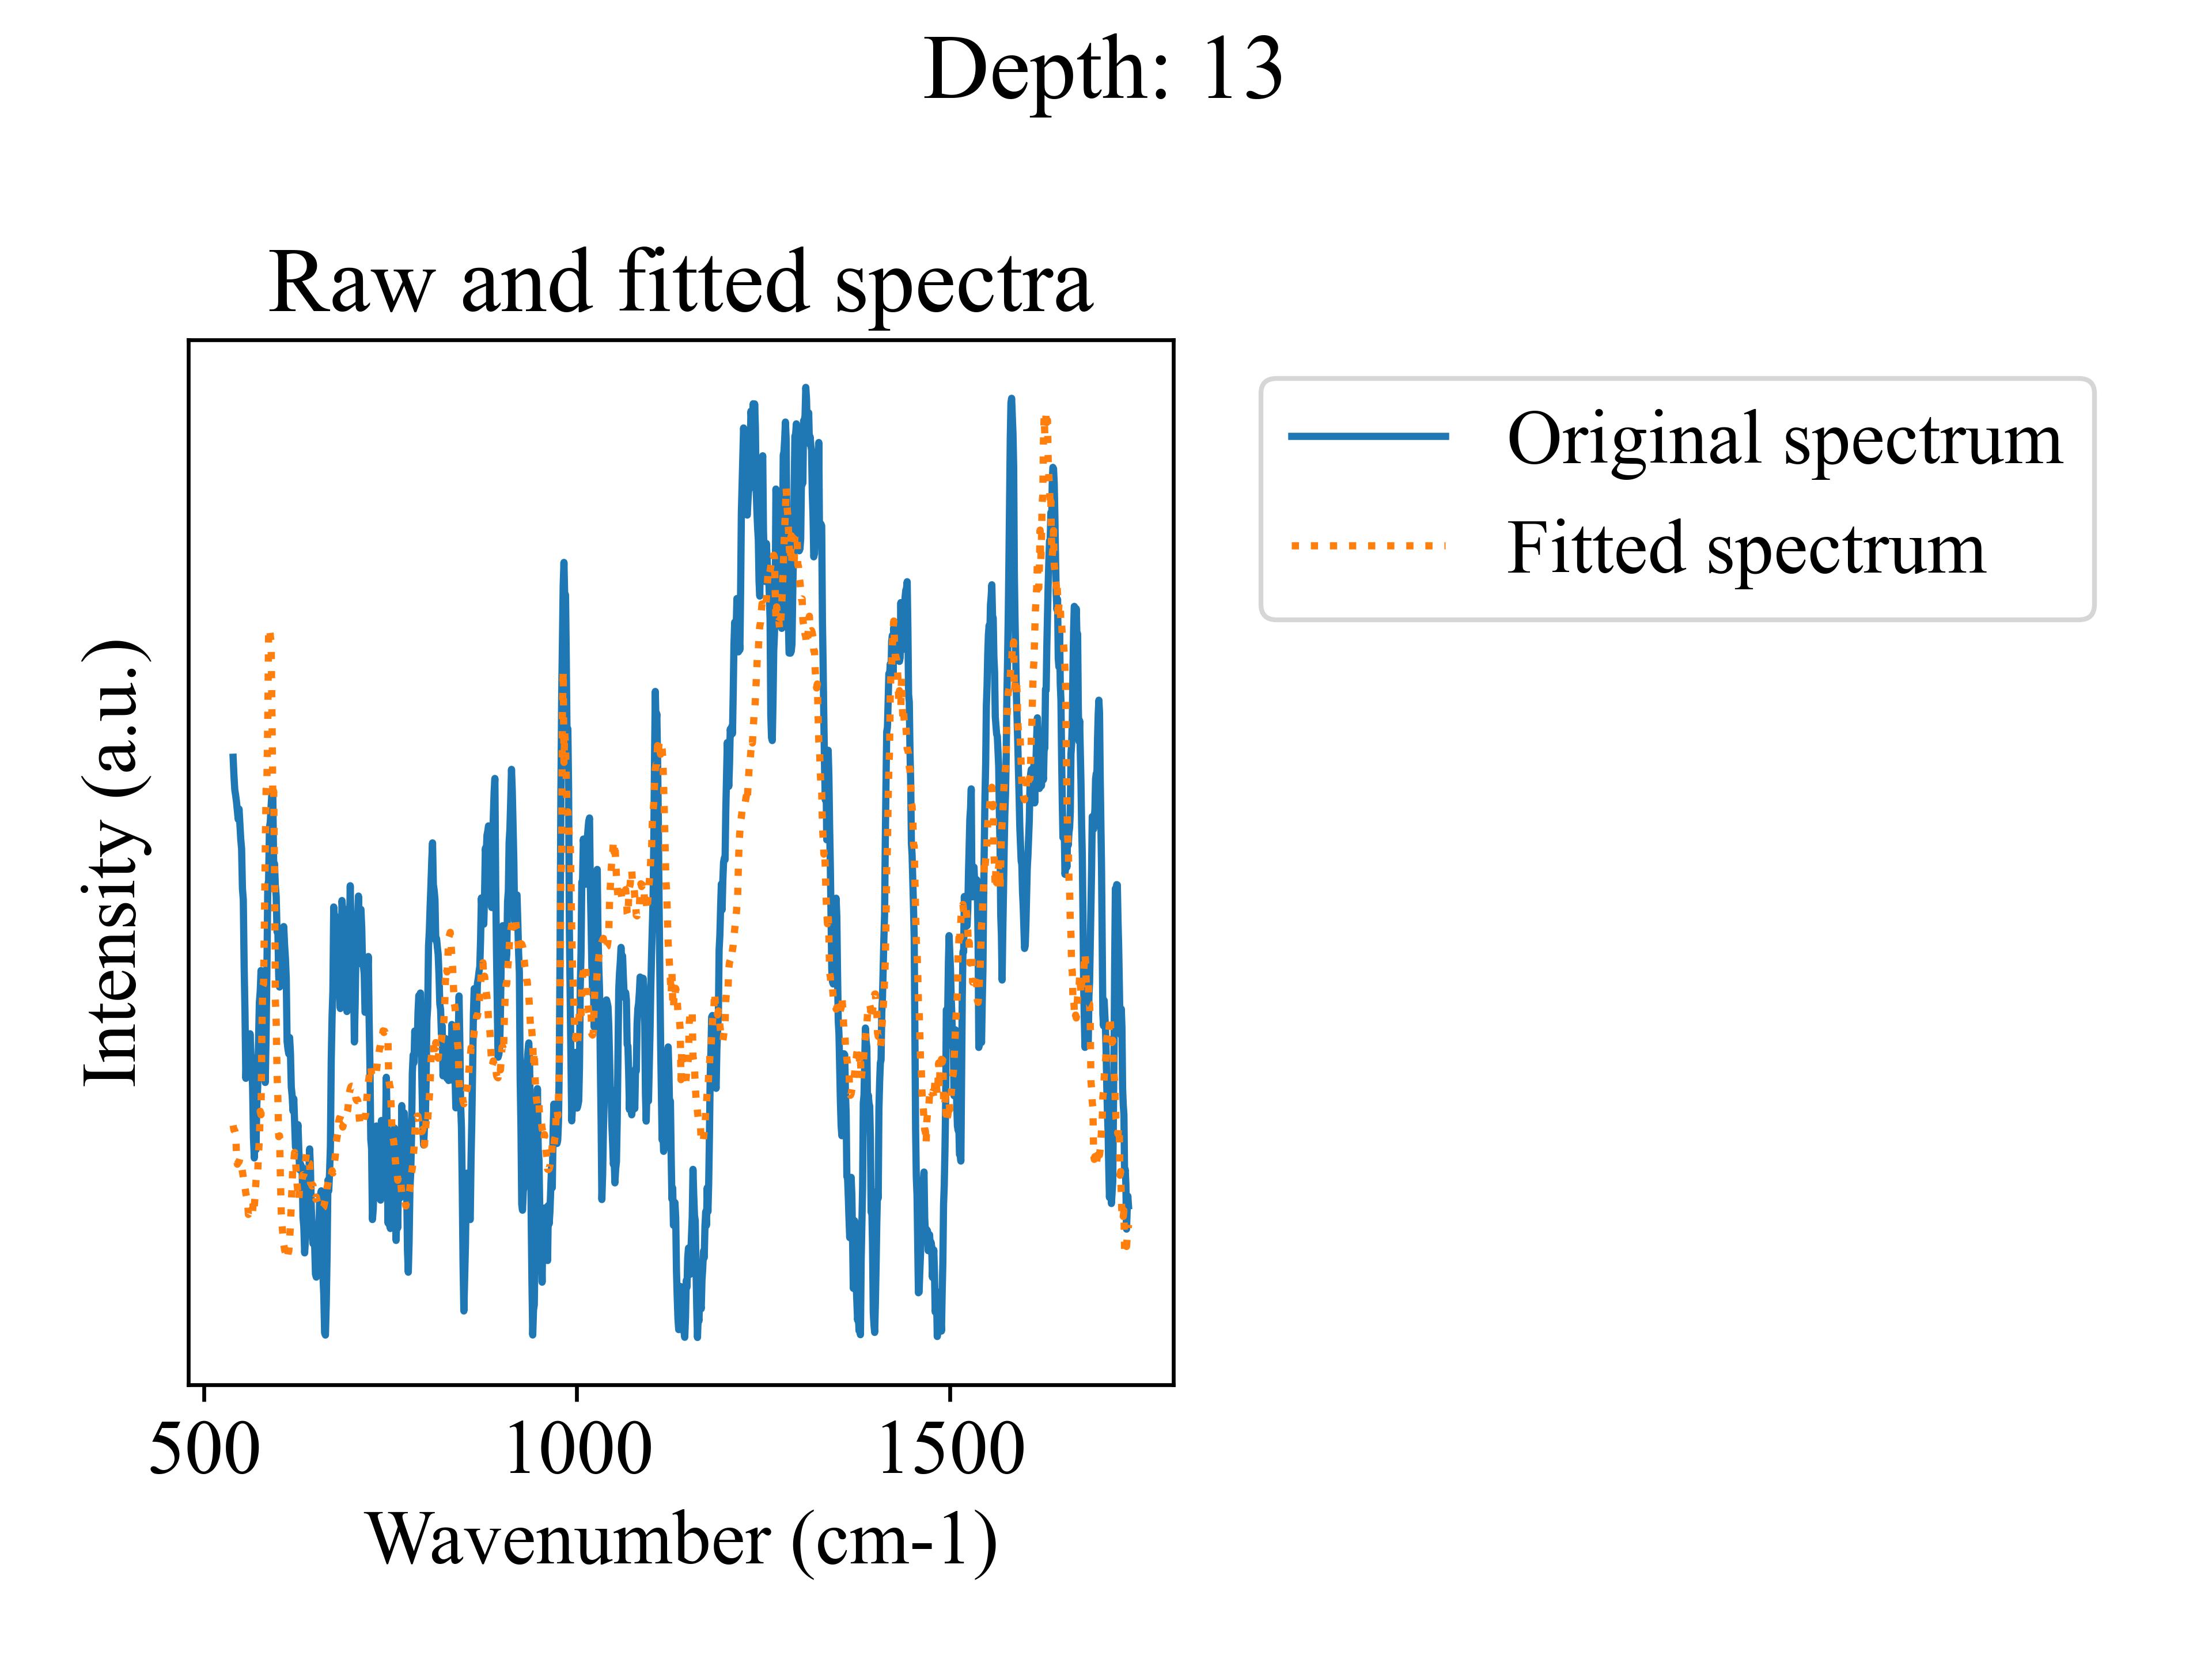 Depth: 13
Raw and fitted spectra
Original spectrum
Fitted spectrum
Intensity (a.u.)
500 1000 1500
Wavenumber (cm-1)